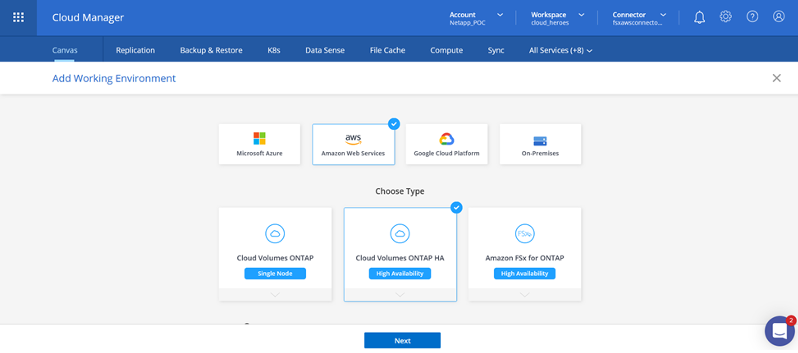 Cloud Manager
Account
Netapp_POC
Workspace
cloud_heroes
Connector
fsxawsconnecto...
Canvas
Replication
Backup & Restore
K8s
Data Sense
File Cache
Compute
Sync
All Services (+8)
Add Working Environment
Microsoft Azure
aws
Amazon Web Services
Google Cloud Platform
On-Premises
Choose Type
Cloud Volumes ONTAP
Single Node
Cloud Volumes ONTAP HA
High Availability
FSxn
Amazon FSx for ONTAP
High Availability
Next
2